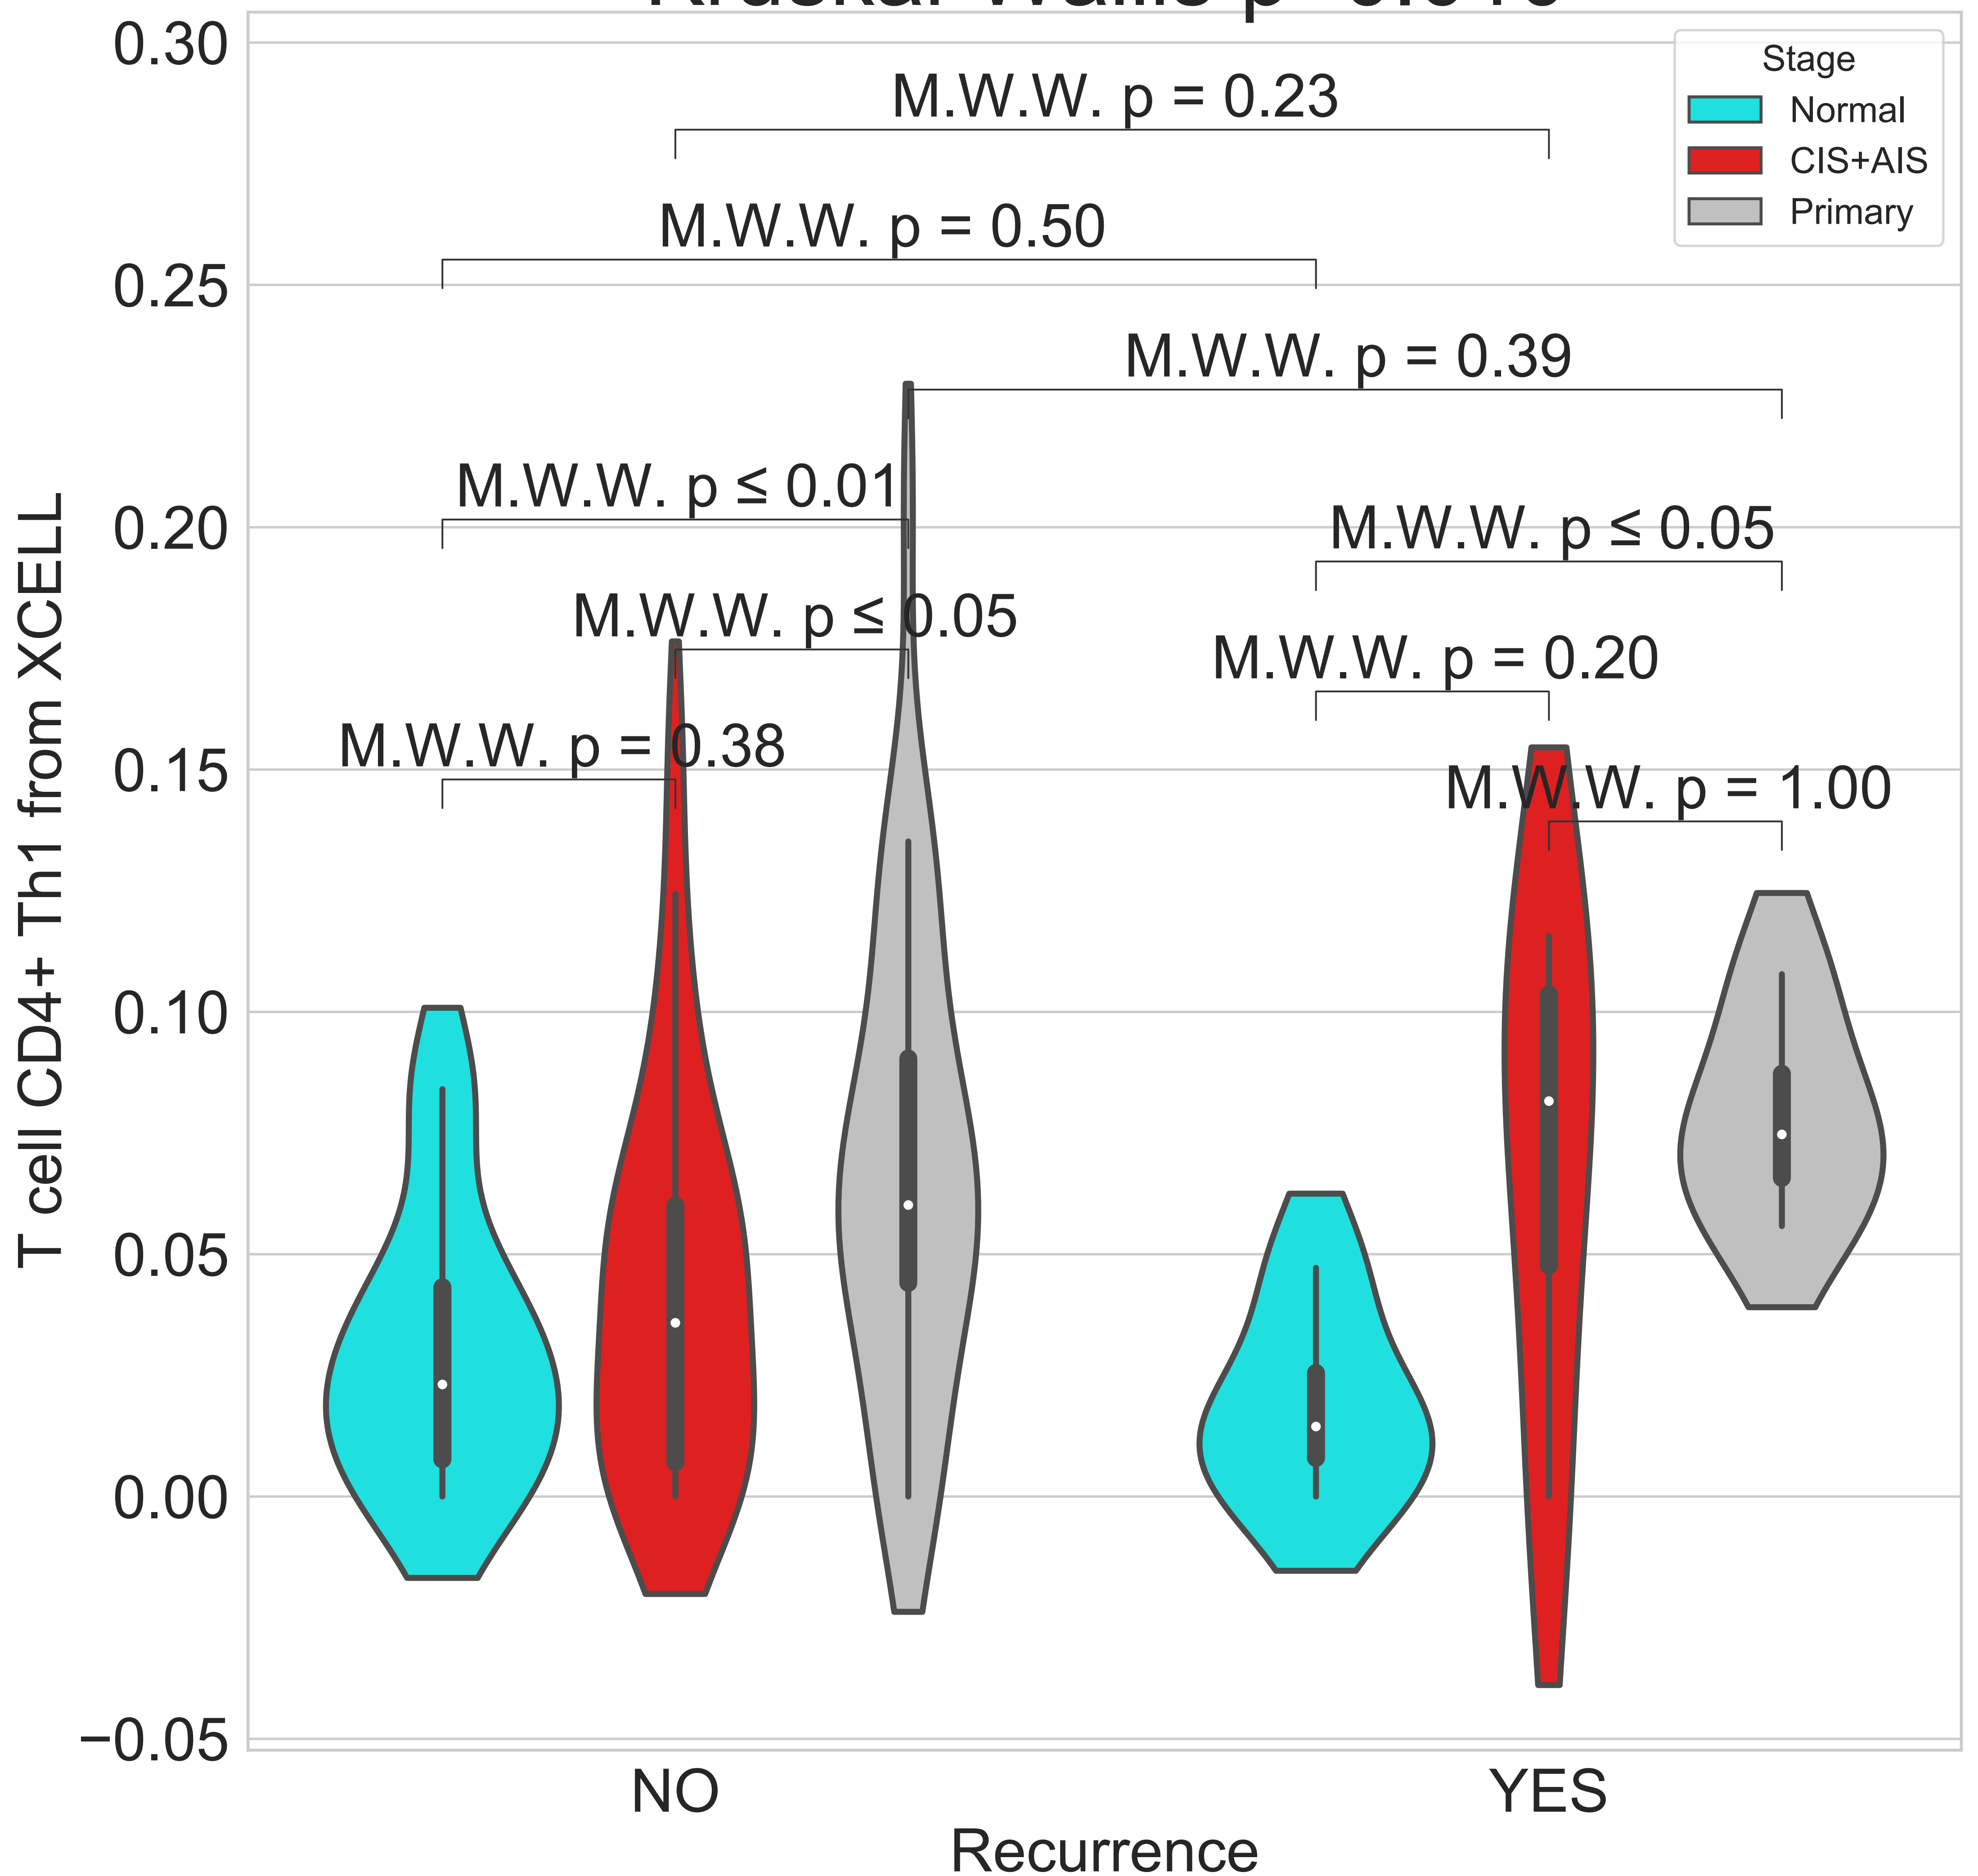 0.30
0.25
0.20
0.15
0.10
0.05
0.00
−0.05
T cell CD4+ Th1 from XCELL
Stage
Normal
CIS+AIS
Primary
M.W.W. p = 0.23
M.W.W. p = 0.50
M.W.W. p = 0.39
M.W.W. p ≤ 0.01
M.W.W. p ≤ 0.05
M.W.W. p ≤ 0.05
M.W.W. p = 0.20
M.W.W. p = 0.38
M.W.W. p = 1.00
NO
YES
Recurrence